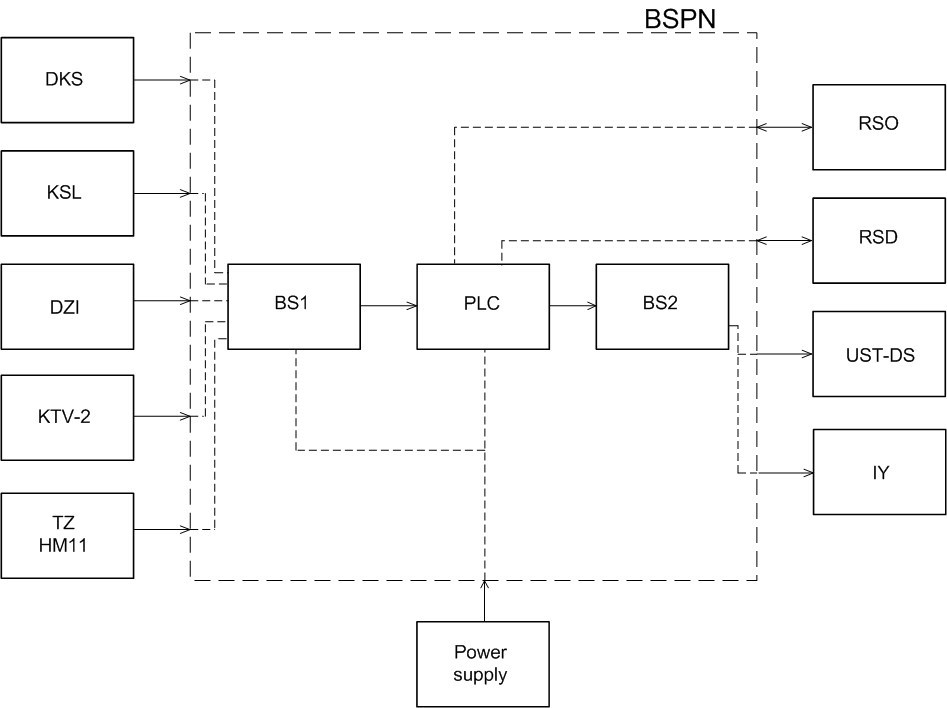 BSPN
DKS
RSO
KSL
RSD
BS1
PLC
BS2
DZI
UST-DS
KTV-2
IY
TZ
HM11
Power
supply